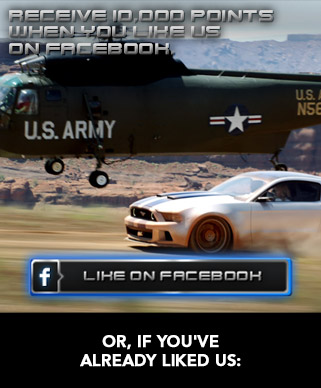 RECEIVE 10,000 POINTS
WHEN YOU LIKE US
ON FACEBOOK
U.S. ARMY
U.S. A
N56
f LIKE ON FACEBOOK
OR, IF YOU'VE
ALREADY LIKED US: